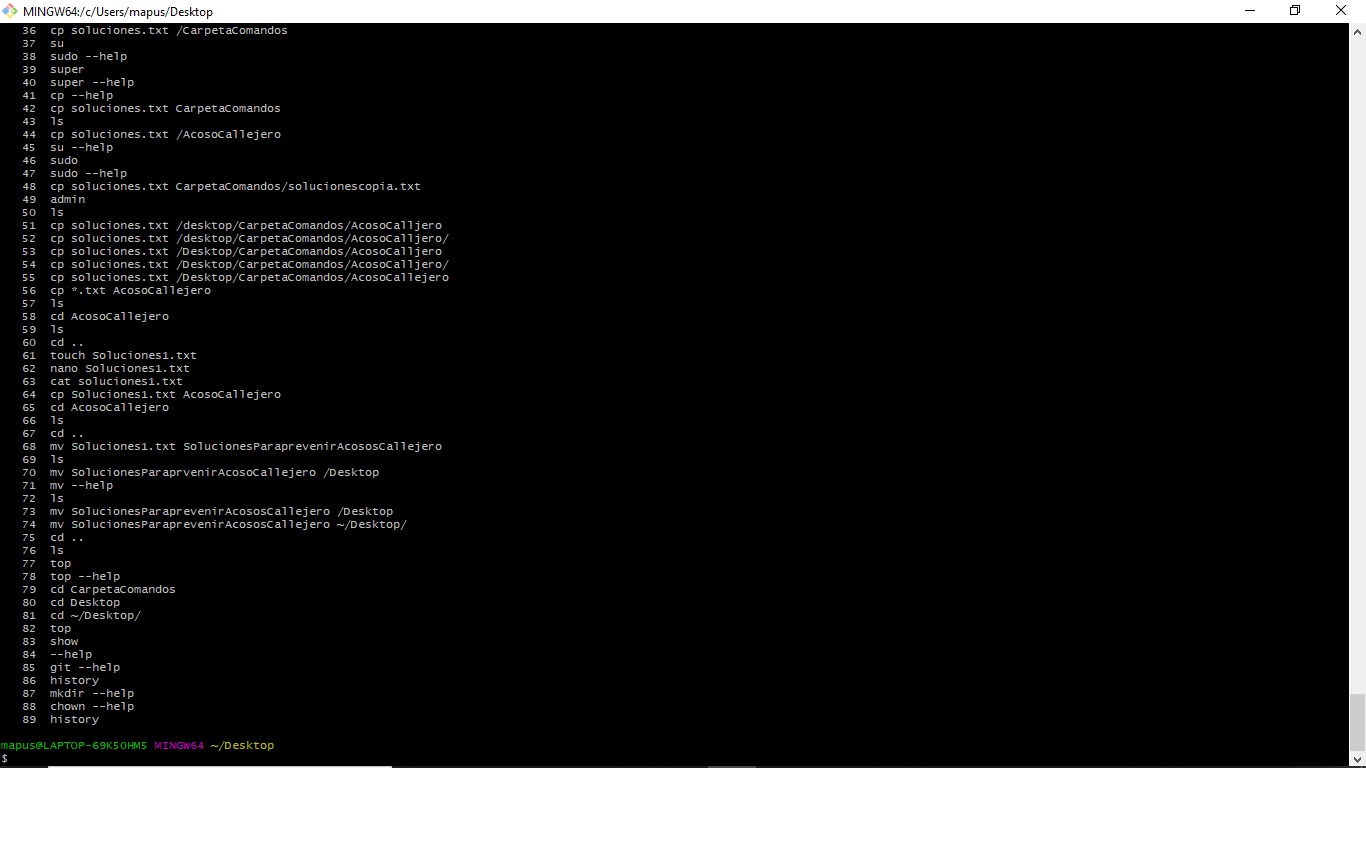 MINGW64:/c/Users/mapus/Desktop
36 cp soluciones.txt /CarpetaComandos
37 su
38 sudo --help
39 super
40 super --help
41 cp --help
42 cp soluciones.txt CarpetaComandos
43 ls
44 cp soluciones.txt /AcosoCallejero
45 su --help
46 sudo
47 sudo --help
48 cp soluciones.txt CarpetaComandos/solucionescopia.txt
49 admin
50 ls
51 cp soluciones.txt /desktop/CarpetaComandos/AcosoCalljero
52 cp soluciones.txt /desktop/CarpetaComandos/AcosoCalljero/
53 cp soluciones.txt /Desktop/CarpetaComandos/AcosoCalljero
54 cp soluciones.txt /Desktop/CarpetaComandos/AcosoCalljero/
55 cp soluciones.txt /Desktop/CarpetaComandos/AcosoCallejero
56 cp *.txt AcosoCallejero
57 ls
58 cd AcosoCallejero
59 ls
60 cd ..
61 touch Soluciones1.txt
62 nano Soluciones1.txt
63 cat soluciones1.txt
64 cp Soluciones1.txt AcosoCallejero
65 cd AcosoCallejero
66 ls
67 cd ..
68 mv Soluciones1.txt SolucionesParaprevenirAcososCallejero
69 ls
70 mv SolucionesParaprvenirAcosoCallejero /Desktop
71 mv --help
72 ls
73 mv SolucionesParaprevenirAcososCallejero /Desktop
74 mv SolucionesParaprevenirAcososCallejero ~/Desktop/
75 cd ..
76 ls
77 top
78 top --help
79 cd CarpetaComandos
80 cd Desktop
81 cd ~/Desktop/
82 top
83 show
84 --help
85 git --help
86 history
87 mkdir --help
88 chown --help
89 history
mapus@LAPTOP-69K5OHM5 MINGW64 ~/Desktop
$